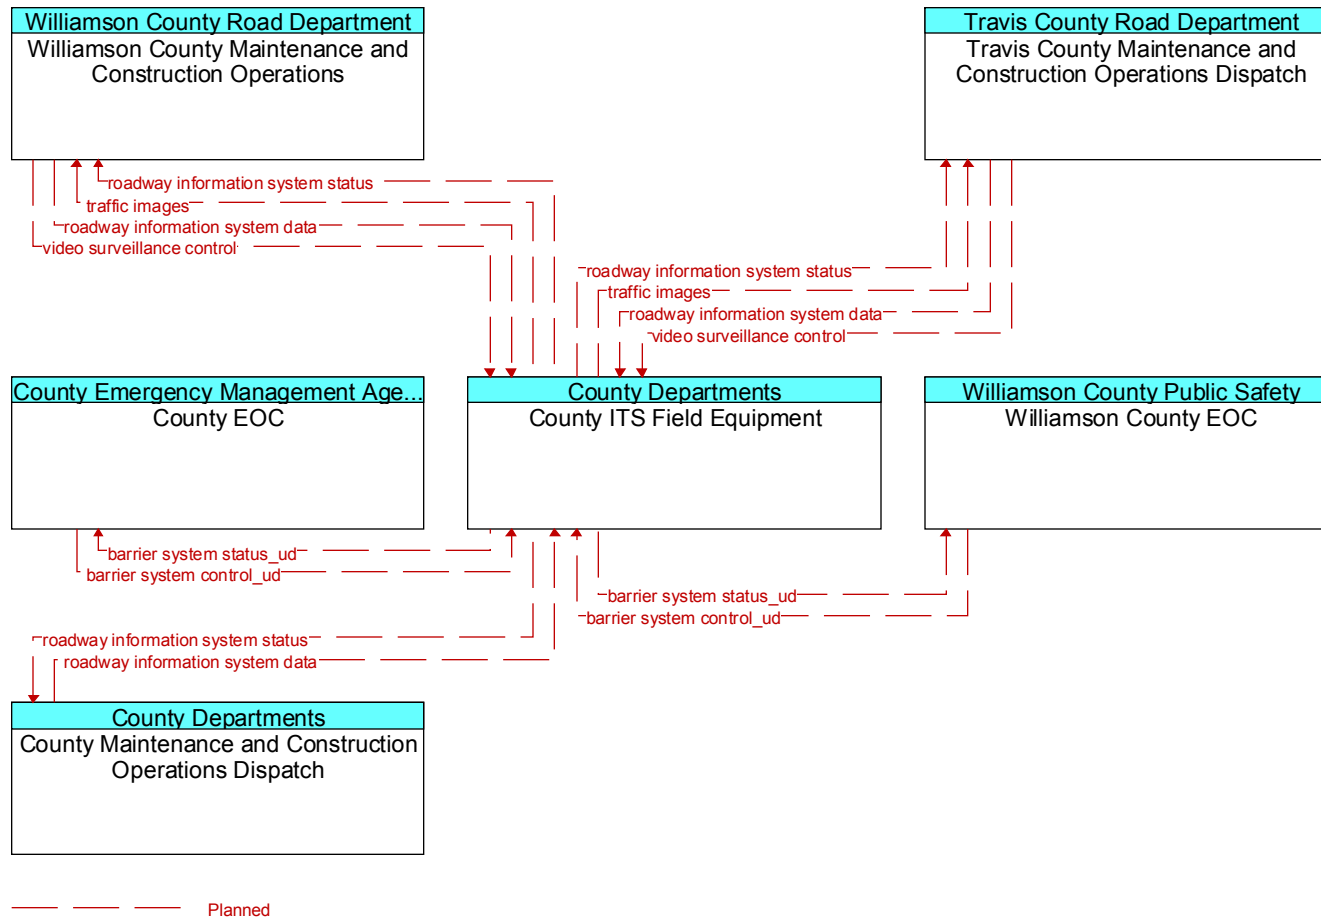 Williamson County Road Department
Williamson County Maintenance and
Construction Operations
Travis County Road Department
Travis County Maintenance and
Construction Operations Dispatch
roadway information system status
traffic images
roadway information system data
video surveillance control
roadway information system status
traffic images
roadway information system data
video surveillance control
County Emergency Management Age...
County EOC
County Departments
County ITS Field Equipment
Williamson County Public Safety
Williamson County EOC
barrier system status_ud
barrier system control_ud
barrier system status_ud
barrier system control_ud
roadway information system status
roadway information system data
County Departments
County Maintenance and Construction
Operations Dispatch
Planned